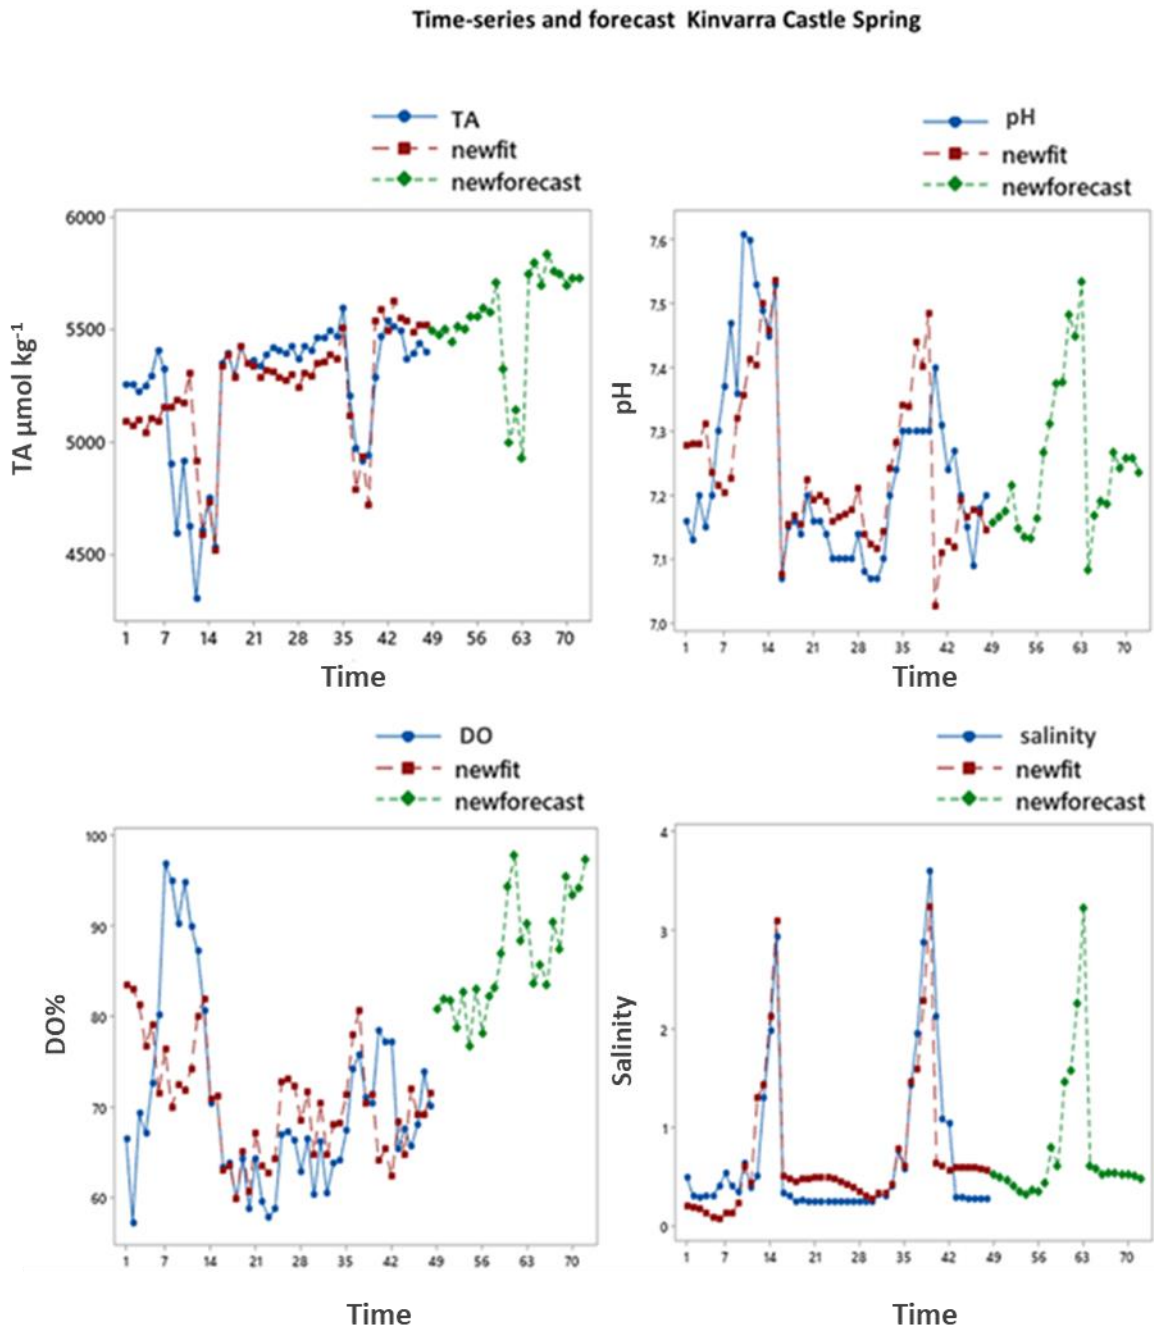 Time-series and forecast Kinvarra Castle Spring
TA
newfit
newforecast
6000
5500
5000
4500
TA µmol kg⁻¹
1 7 14 21 28 35 42 49 56 63 70
Time
pH
newfit
newforecast
7,6
7,5
7,4
7,3
7,2
7,1
7,0
pH
1 7 14 21 28 35 42 49 56 63 70
Time
DO
newfit
newforecast
100
90
80
70
60
DO%
1 7 14 21 28 35 42 49 56 63 70
Time
salinity
newfit
newforecast
4
3
2
1
0
Salinity
1 7 14 21 28 35 42 49 56 63 70
Time